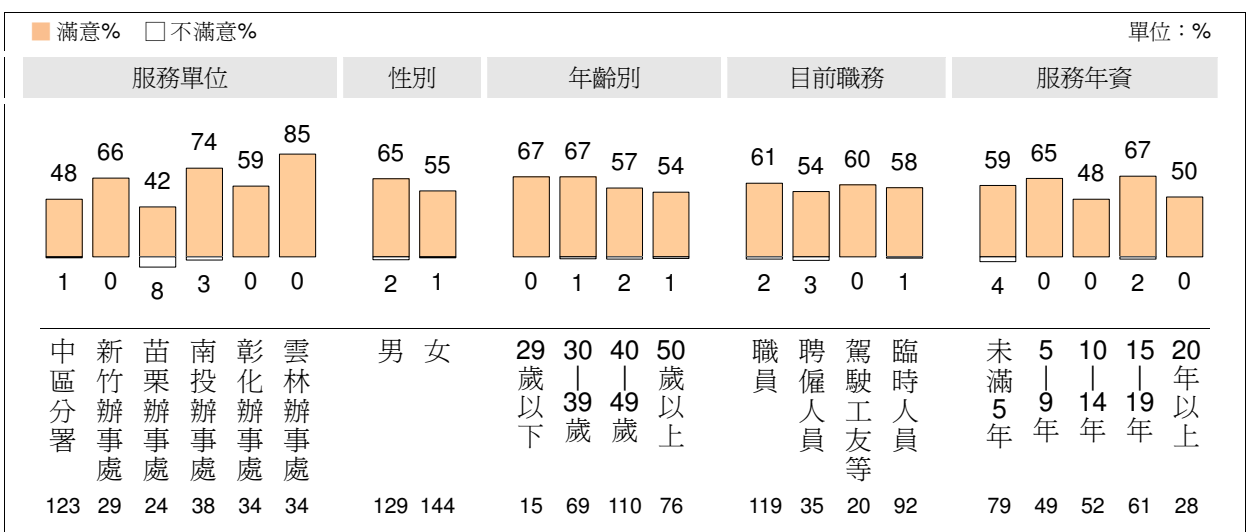 滿意% 不滿意% 單位：%
服務單位 性別 年齡別 目前職務 服務年資
48 66 42 74 59 85 65 55 67 67 57 54 61 54 60 58 59 65 48 67 50
1 0 8 3 0 0 2 1 0 1 2 1 2 3 0 1 4 0 0 2 0
中區分署
新竹辦事處
苗栗辦事處
南投辦事處
彰化辦事處
雲林辦事處
男
女
29歲以下
30|39歲
40|49歲
50歲以上
職員
聘僱人員
駕駛工友等
臨時人員
未滿5年
5|9年
10|14年
15|19年
20年以上
123 29 24 38 34 34 129 144 15 69 110 76 119 35 20 92 79 49 52 61 28